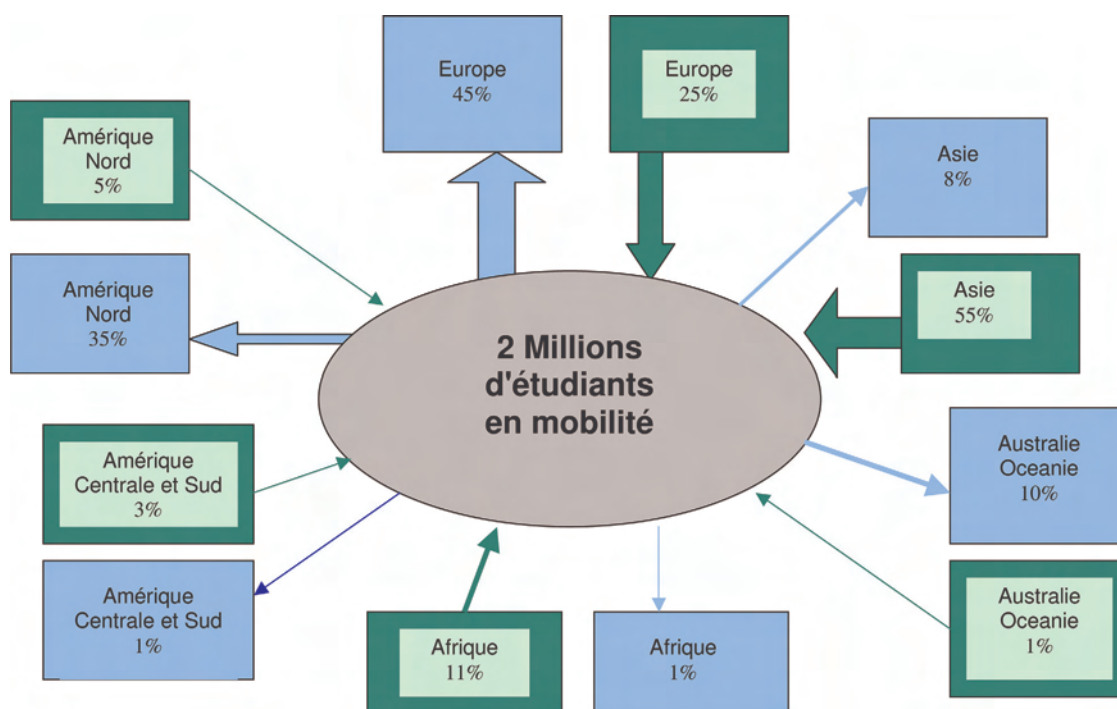 Europe
45%
Europe
25%
Amérique
Nord
5%
Asie
8%
Amérique
Nord
35%
Asie
55%
2 Millions
d'étudiants
en mobilité
Amérique
Centrale et Sud
3%
Australie
Oceanie
10%
Amérique
Centrale et Sud
1%
Afrique
11%
Afrique
1%
Australie
Oceanie
1%